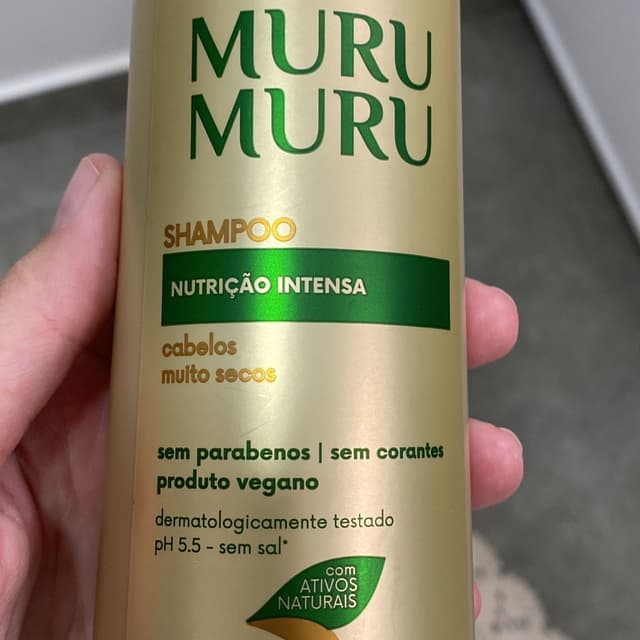 MURU
MURU
SHAMPOO
NUTRIÇÃO INTENSA
cabelos
muito secos
sem parabenos | sem corantes
produto vegano
dermatologicamente testado
pH 5.5 - sem sal*
com
ATIVOS
NATURAIS